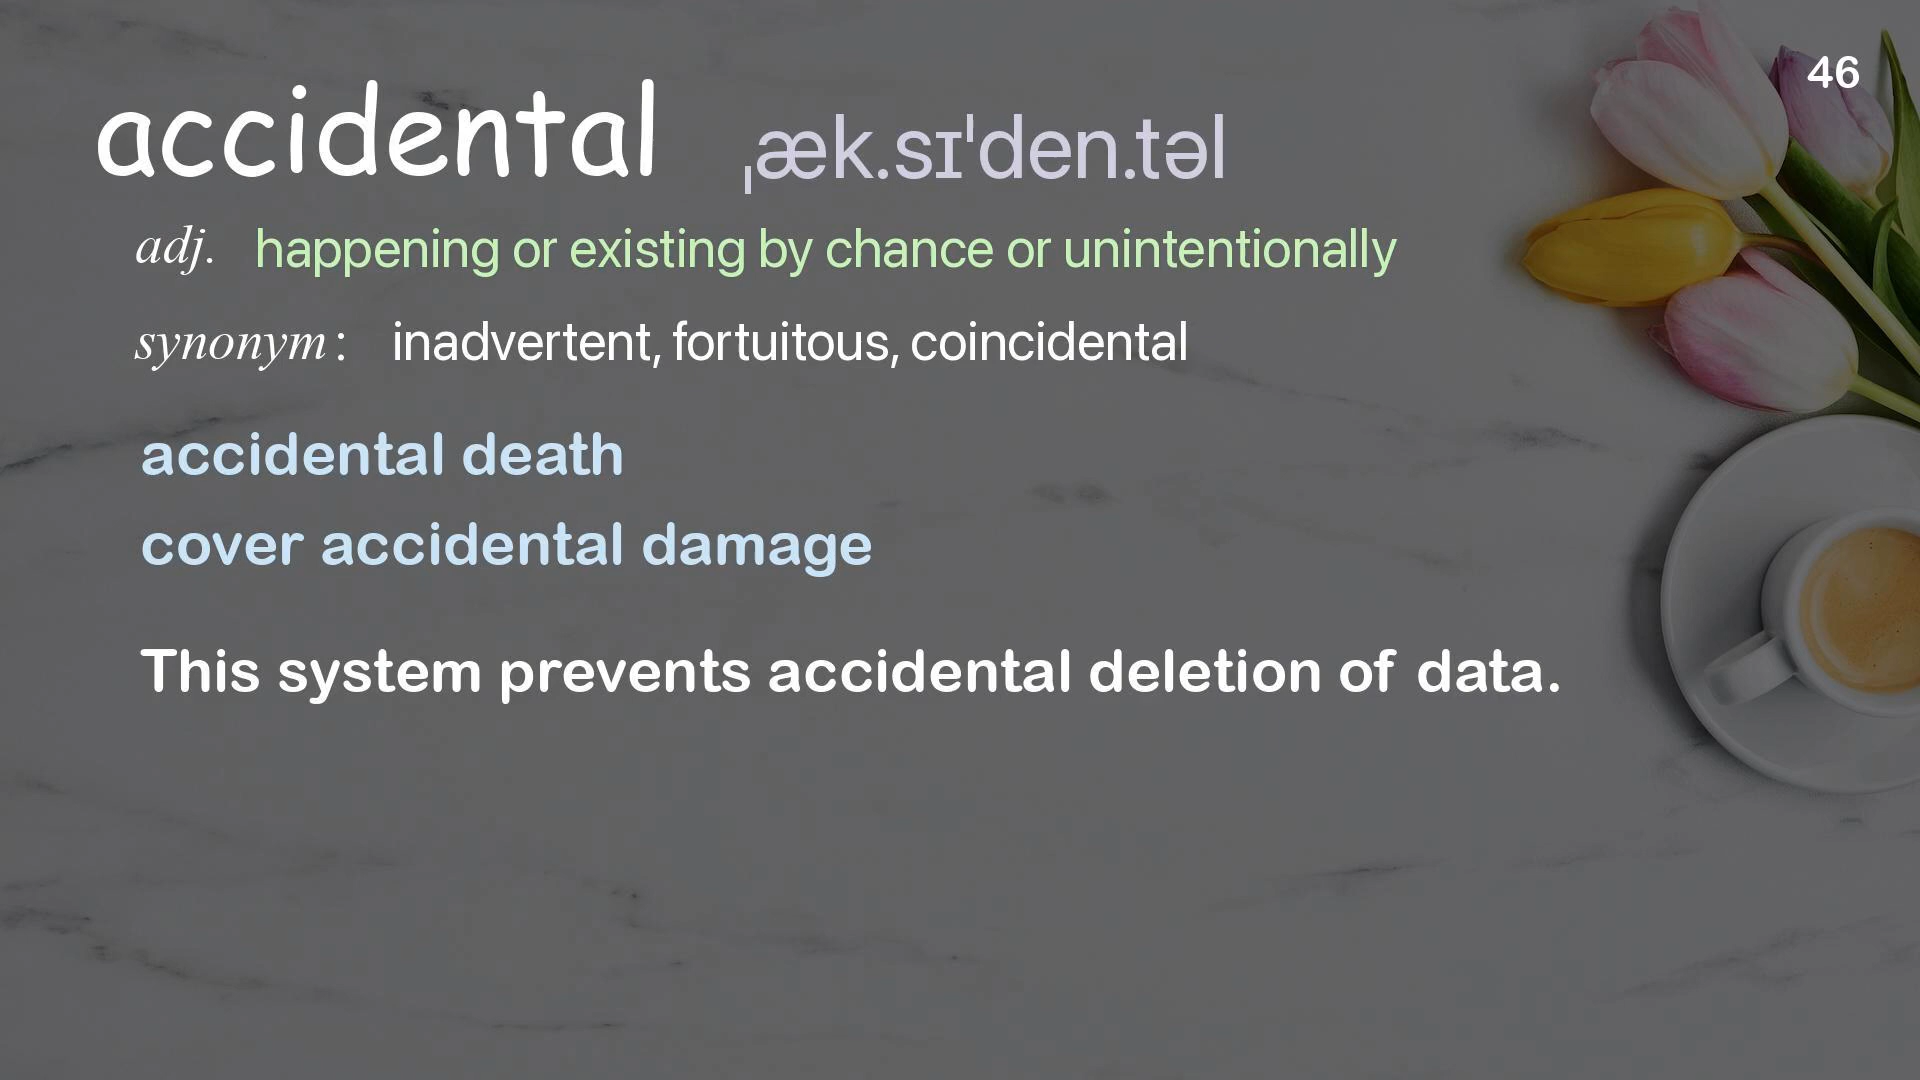 46
accidental ˌæk.sɪˈden.təl
adj. happening or existing by chance or unintentionally
synonym : inadvertent, fortuitous, coincidental
accidental death
cover accidental damage
This system prevents accidental deletion of data.